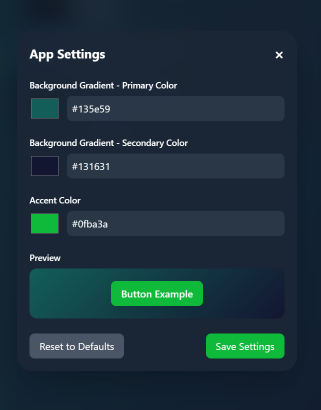 App Settings ×
Background Gradient - Primary Color
#135e59
Background Gradient - Secondary Color
#131631
Accent Color
#0fba3a
Preview
Button Example
Reset to Defaults
Save Settings